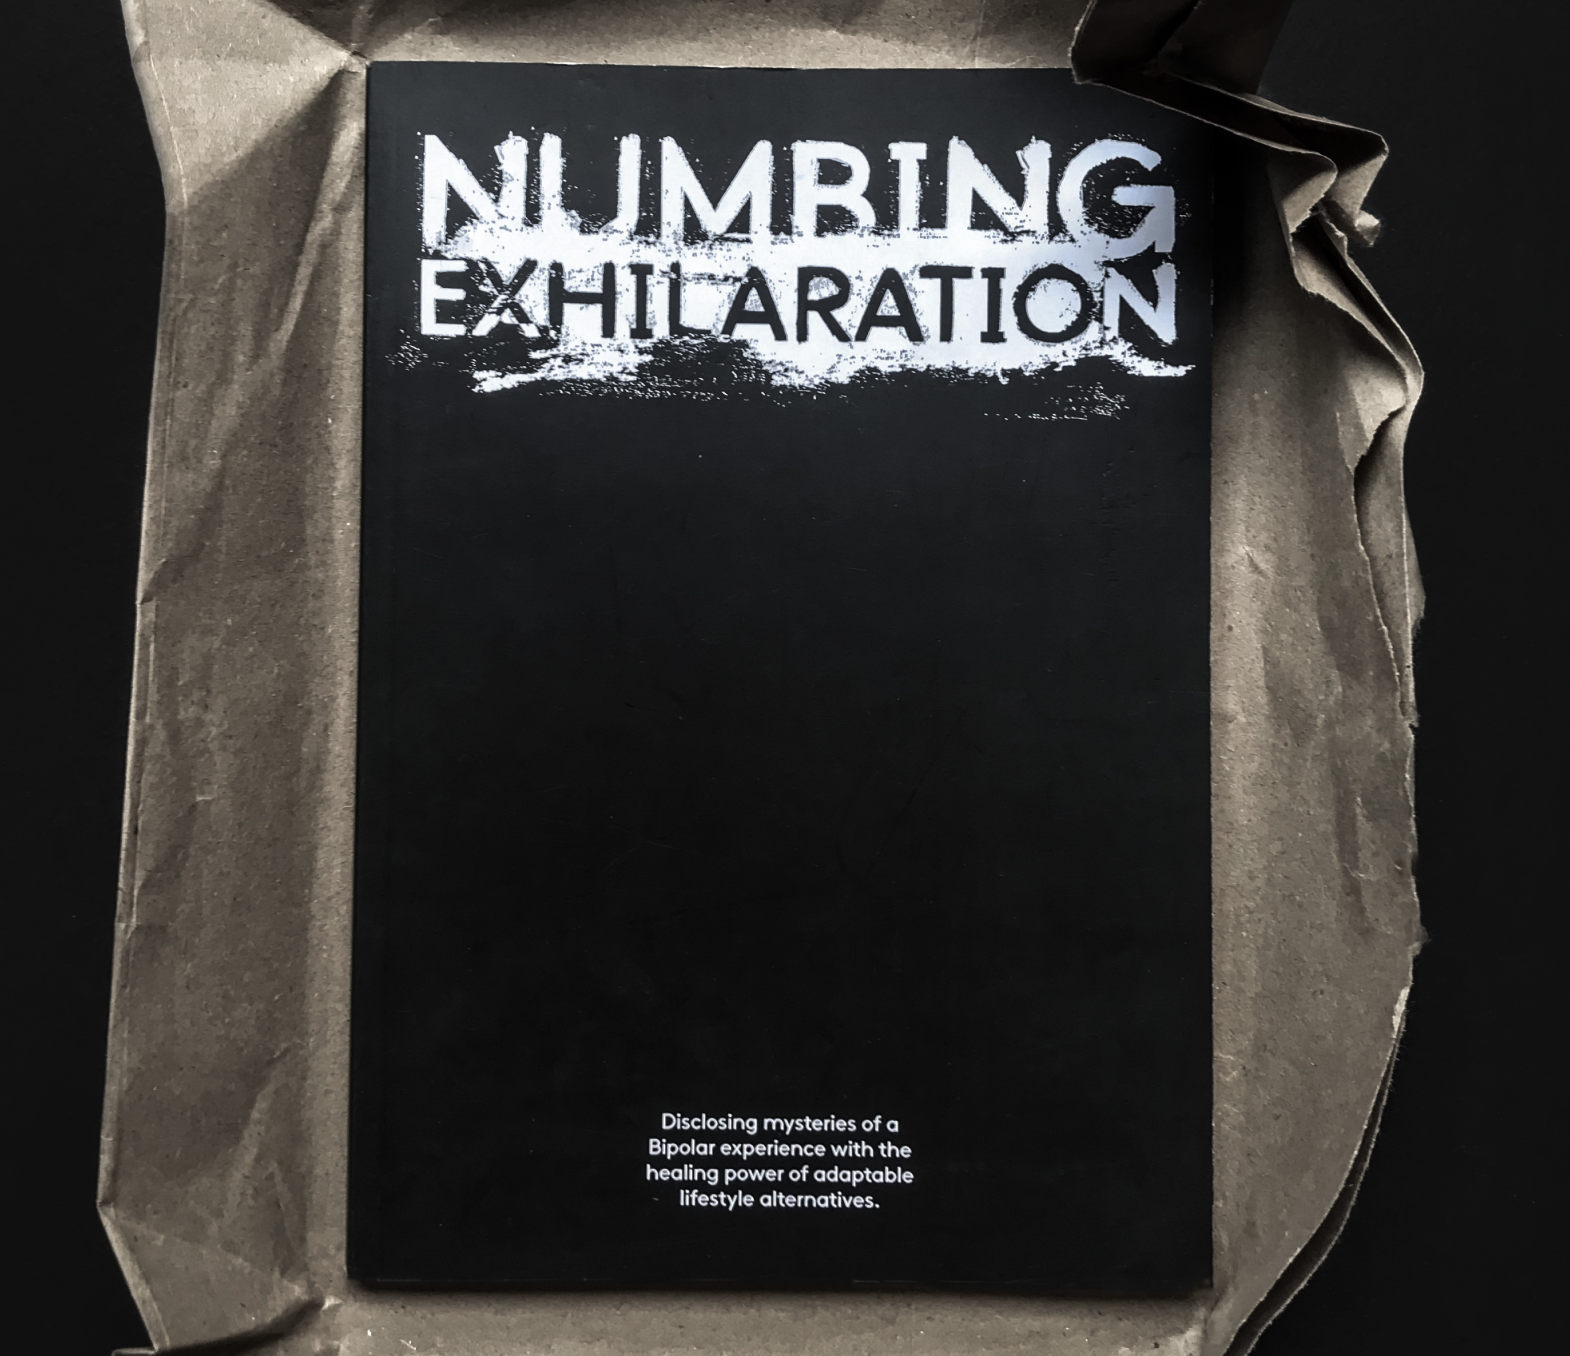 NUMBING
EXHILARATION
Disclosing mysteries of a
Bipolar experience with the
healing power of adaptable
lifestyle alternatives.